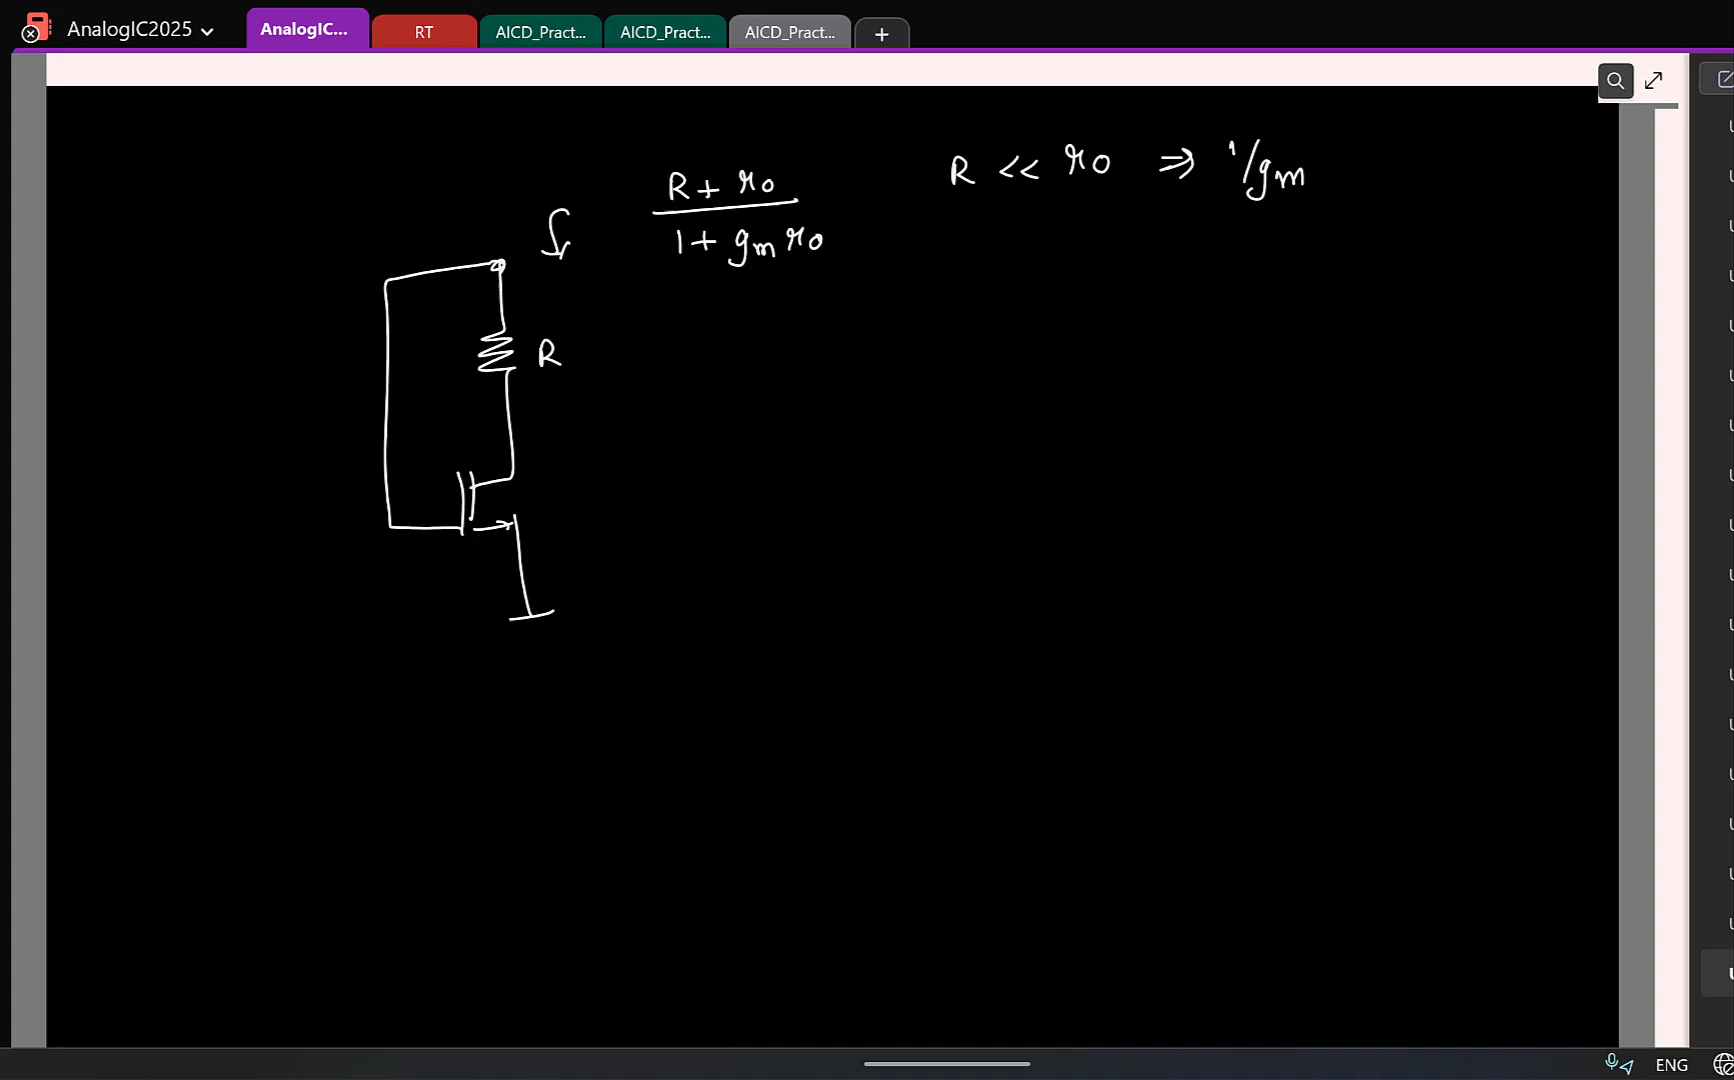 AnalogIC2025
AnalogIC... RT AICD_Pract... AICD_Pract... AICD_Pract... +
R << ro ⇒ 1/gm
R + ro
1 + gm ro
R
ENG